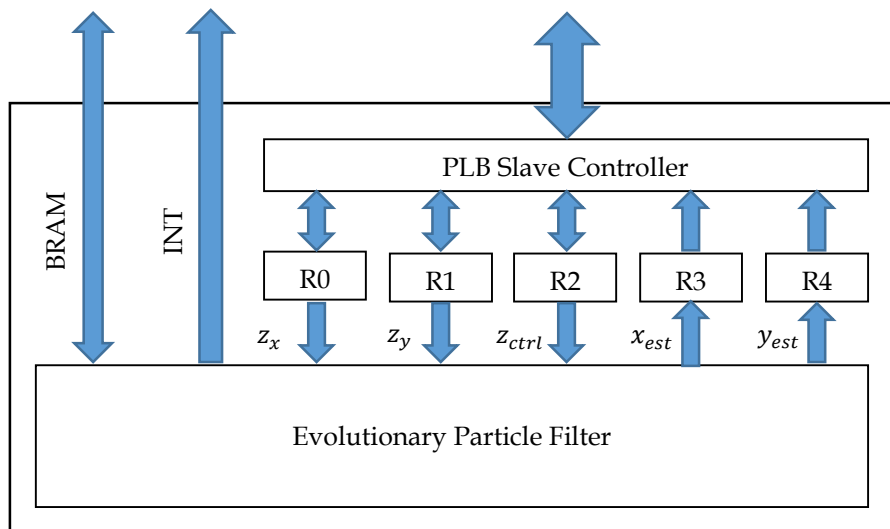 PLB Slave Controller
BRAM
INT
R0
R1
R2
R3
R4
z_x
z_y
z_ctrl
x_est
y_est
Evolutionary Particle Filter